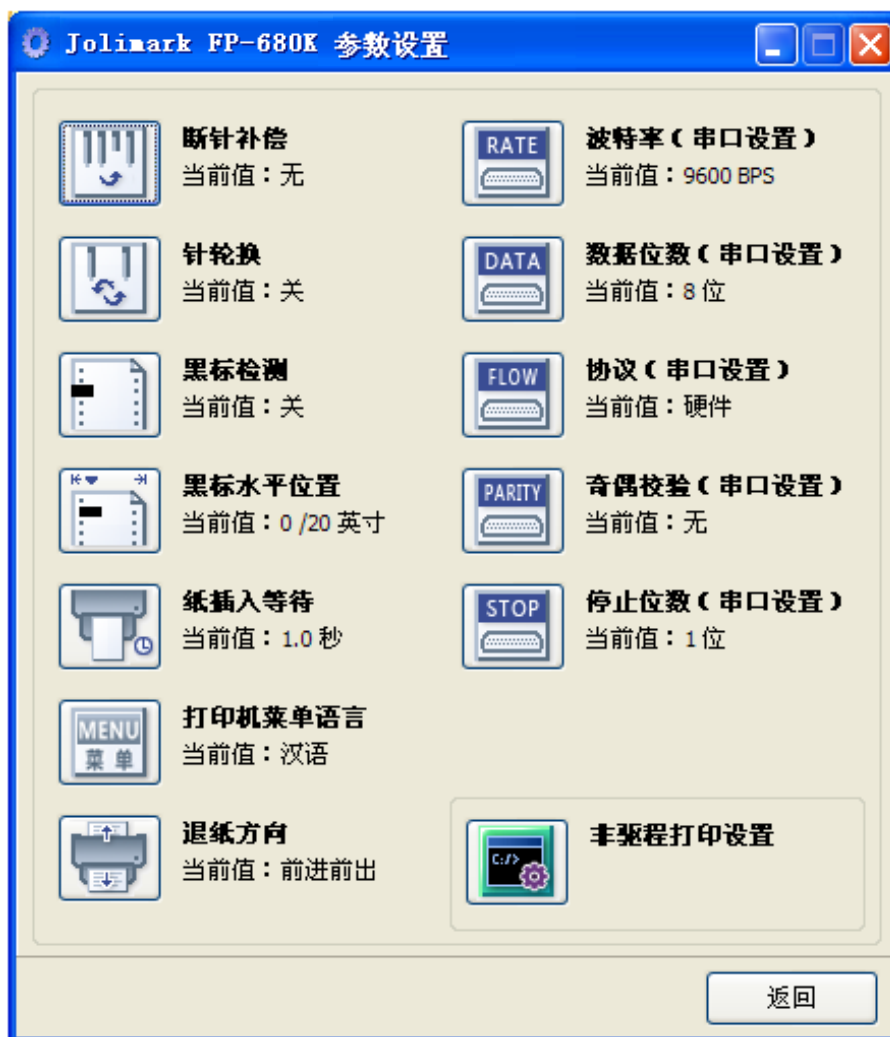 Jolimark FP-680K 参数设置
断针补偿
当前值：无
针轮换
当前值：关
黑标检测
当前值：关
黑标水平位置
当前值：0 /20 英寸
纸插入等待
当前值：1.0 秒
MENU
菜 单
打印机菜单语言
当前值：汉语
退纸方向
当前值：前进前出
RATE
波特率（串口设置）
当前值：9600 BPS
DATA
数据位数（串口设置）
当前值：8 位
FLOW
协议（串口设置）
当前值：硬件
PARITY
奇偶校验（串口设置）
当前值：无
STOP
停止位数（串口设置）
当前值：1 位
C:/>
非驱程打印设置
返回